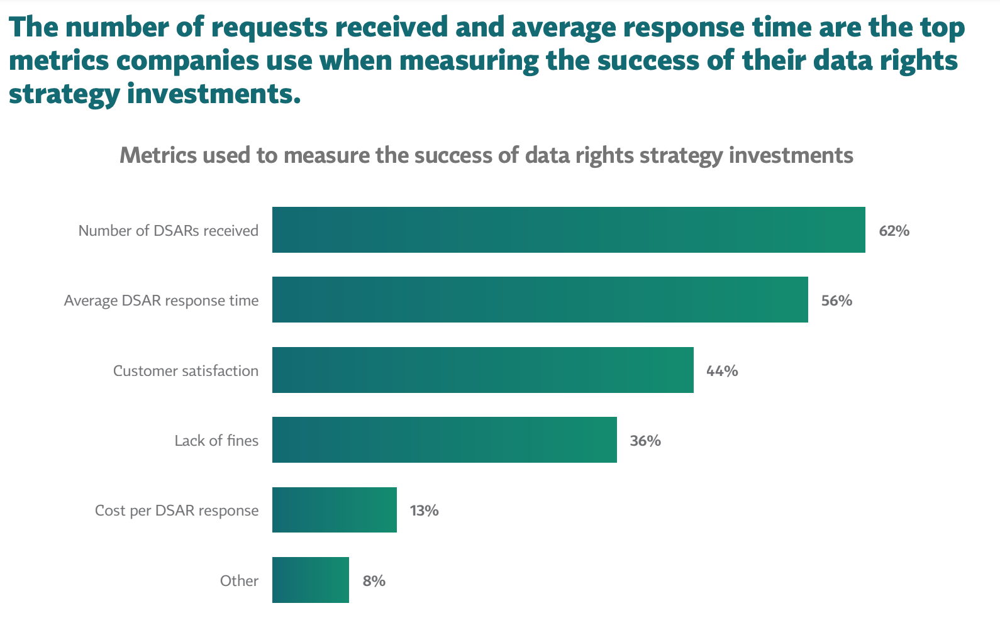 The number of requests received and average response time are the top
metrics companies use when measuring the success of their data rights
strategy investments.
Metrics used to measure the success of data rights strategy investments
Number of DSARs received 62%
Average DSAR response time 56%
Customer satisfaction 44%
Lack of fines 36%
Cost per DSAR response 13%
Other 8%